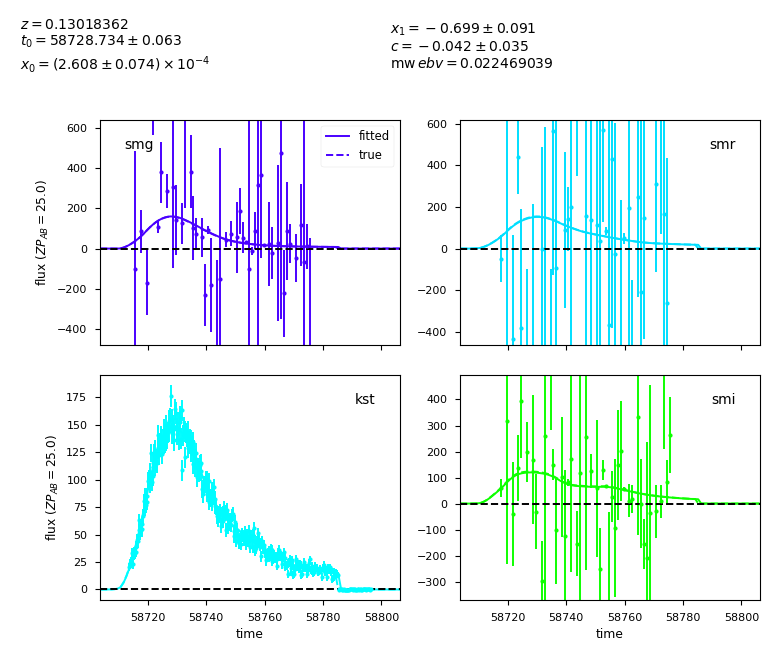 z = 0.13018362
t0 = 58728.734 ± 0.063
x0 = (2.608 ± 0.074) × 10^−4
x1 = −0.699 ± 0.091
c = −0.042 ± 0.035
mwebv = 0.022469039
600
400
200
0
−200
−400
flux (ZP_AB = 25.0)
smg
fitted
true
600
400
200
0
−200
−400
smr
175
150
125
100
75
50
25
0
flux (ZP_AB = 25.0)
kst
58720 58740 58760 58780 58800
time
400
300
200
100
0
−100
−200
−300
smi
58720 58740 58760 58780 58800
time